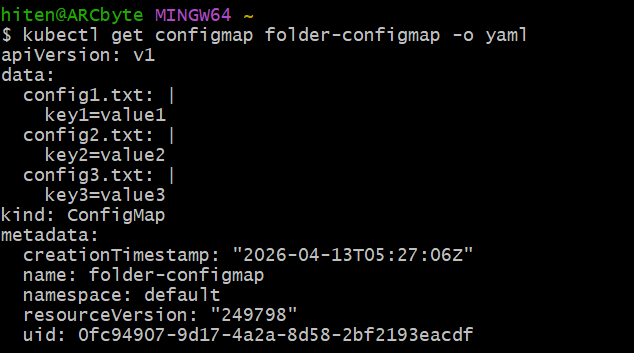 hiten@ARCbyte MINGW64 ~
$ kubectl get configmap folder-configmap -o yaml
apiVersion: v1
data:
  config1.txt: |
    key1=value1
  config2.txt: |
    key2=value2
  config3.txt: |
    key3=value3
kind: ConfigMap
metadata:
  creationTimestamp: "2026-04-13T05:27:06Z"
  name: folder-configmap
  namespace: default
  resourceVersion: "249798"
  uid: 0fc94907-9d17-4a2a-8d58-2bf2193eacdf